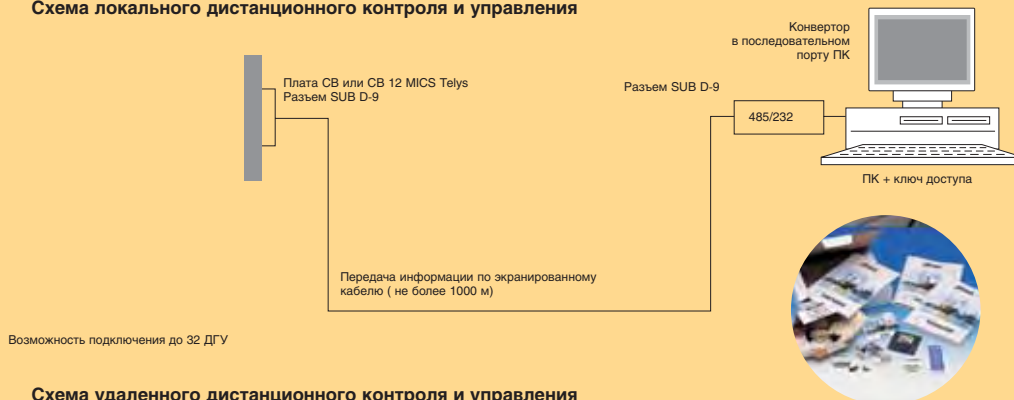 Схема локального дистанционного контроля и управления
Конвертор
в последовательном
порту ПК
Плата СВ или СВ 12 MICS Telys
Разъем SUB D-9
Разъем SUB D-9
485/232
ПК + ключ доступа
Передача информации по экранированному
кабелю ( не более 1000 м)
Возможность подключения до 32 ДГУ
Схема удаленного дистанционного контроля и управления